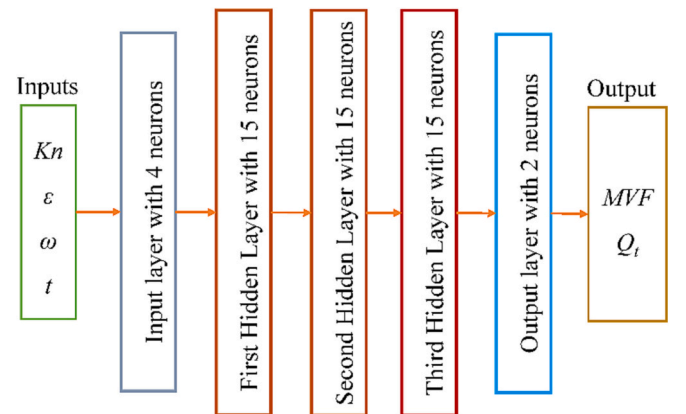 Inputs
Kn
ε
ω
t
Input layer with 4 neurons
First Hidden Layer with 15 neurons
Second Hidden Layer with 15 neurons
Third Hidden Layer with 15 neurons
Output layer with 2 neurons
Output
MVF
Qt